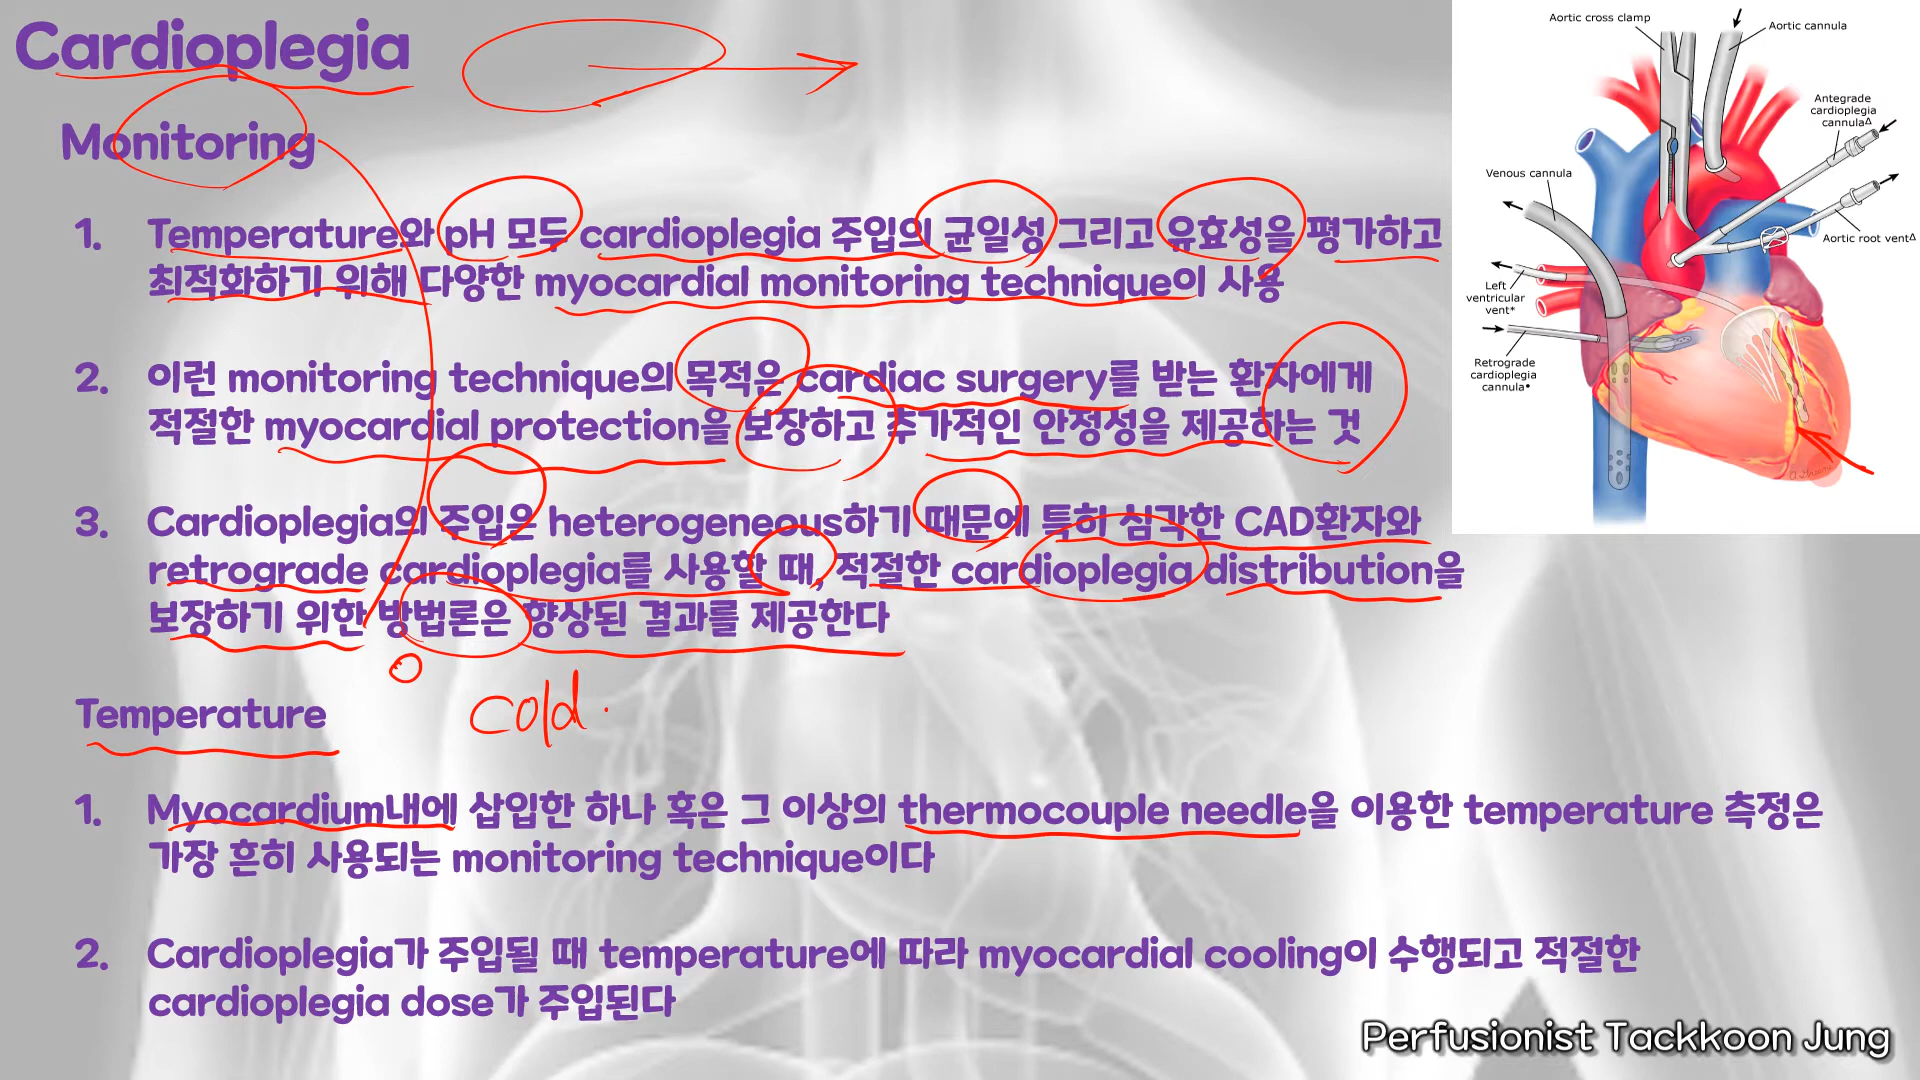 Cardioplegia
Monitoring
1. Temperature와 pH 모두 cardioplegia 주입의 균일성 그리고 유효성을 평가하고
최적화하기 위해 다양한 myocardial monitoring technique이 사용
2. 이런 monitoring technique의 목적은 cardiac surgery를 받는 환자에게
적절한 myocardial protection을 보장하고 추가적인 안정성을 제공하는 것
3. Cardioplegia의 주입은 heterogeneous하기 때문에 특히 심각한 CAD환자와
retrograde cardioplegia를 사용할 때, 적절한 cardioplegia distribution을
보장하기 위한 방법론은 향상된 결과를 제공한다
Temperature
cold.
1. Myocardium내에 삽입한 하나 혹은 그 이상의 thermocouple needle을 이용한 temperature 측정은
가장 흔히 사용되는 monitoring technique이다
2. Cardioplegia가 주입될 때 temperature에 따라 myocardial cooling이 수행되고 적절한
cardioplegia dose가 주입된다
Aortic cross clamp
Aortic cannula
Antegrade
cardioplegia
cannula∆
Venous cannula
Aortic root vent∆
Left
ventricular
vent*
Retrograde
cardioplegia
cannula•
Perfusionist Tackkoon Jung